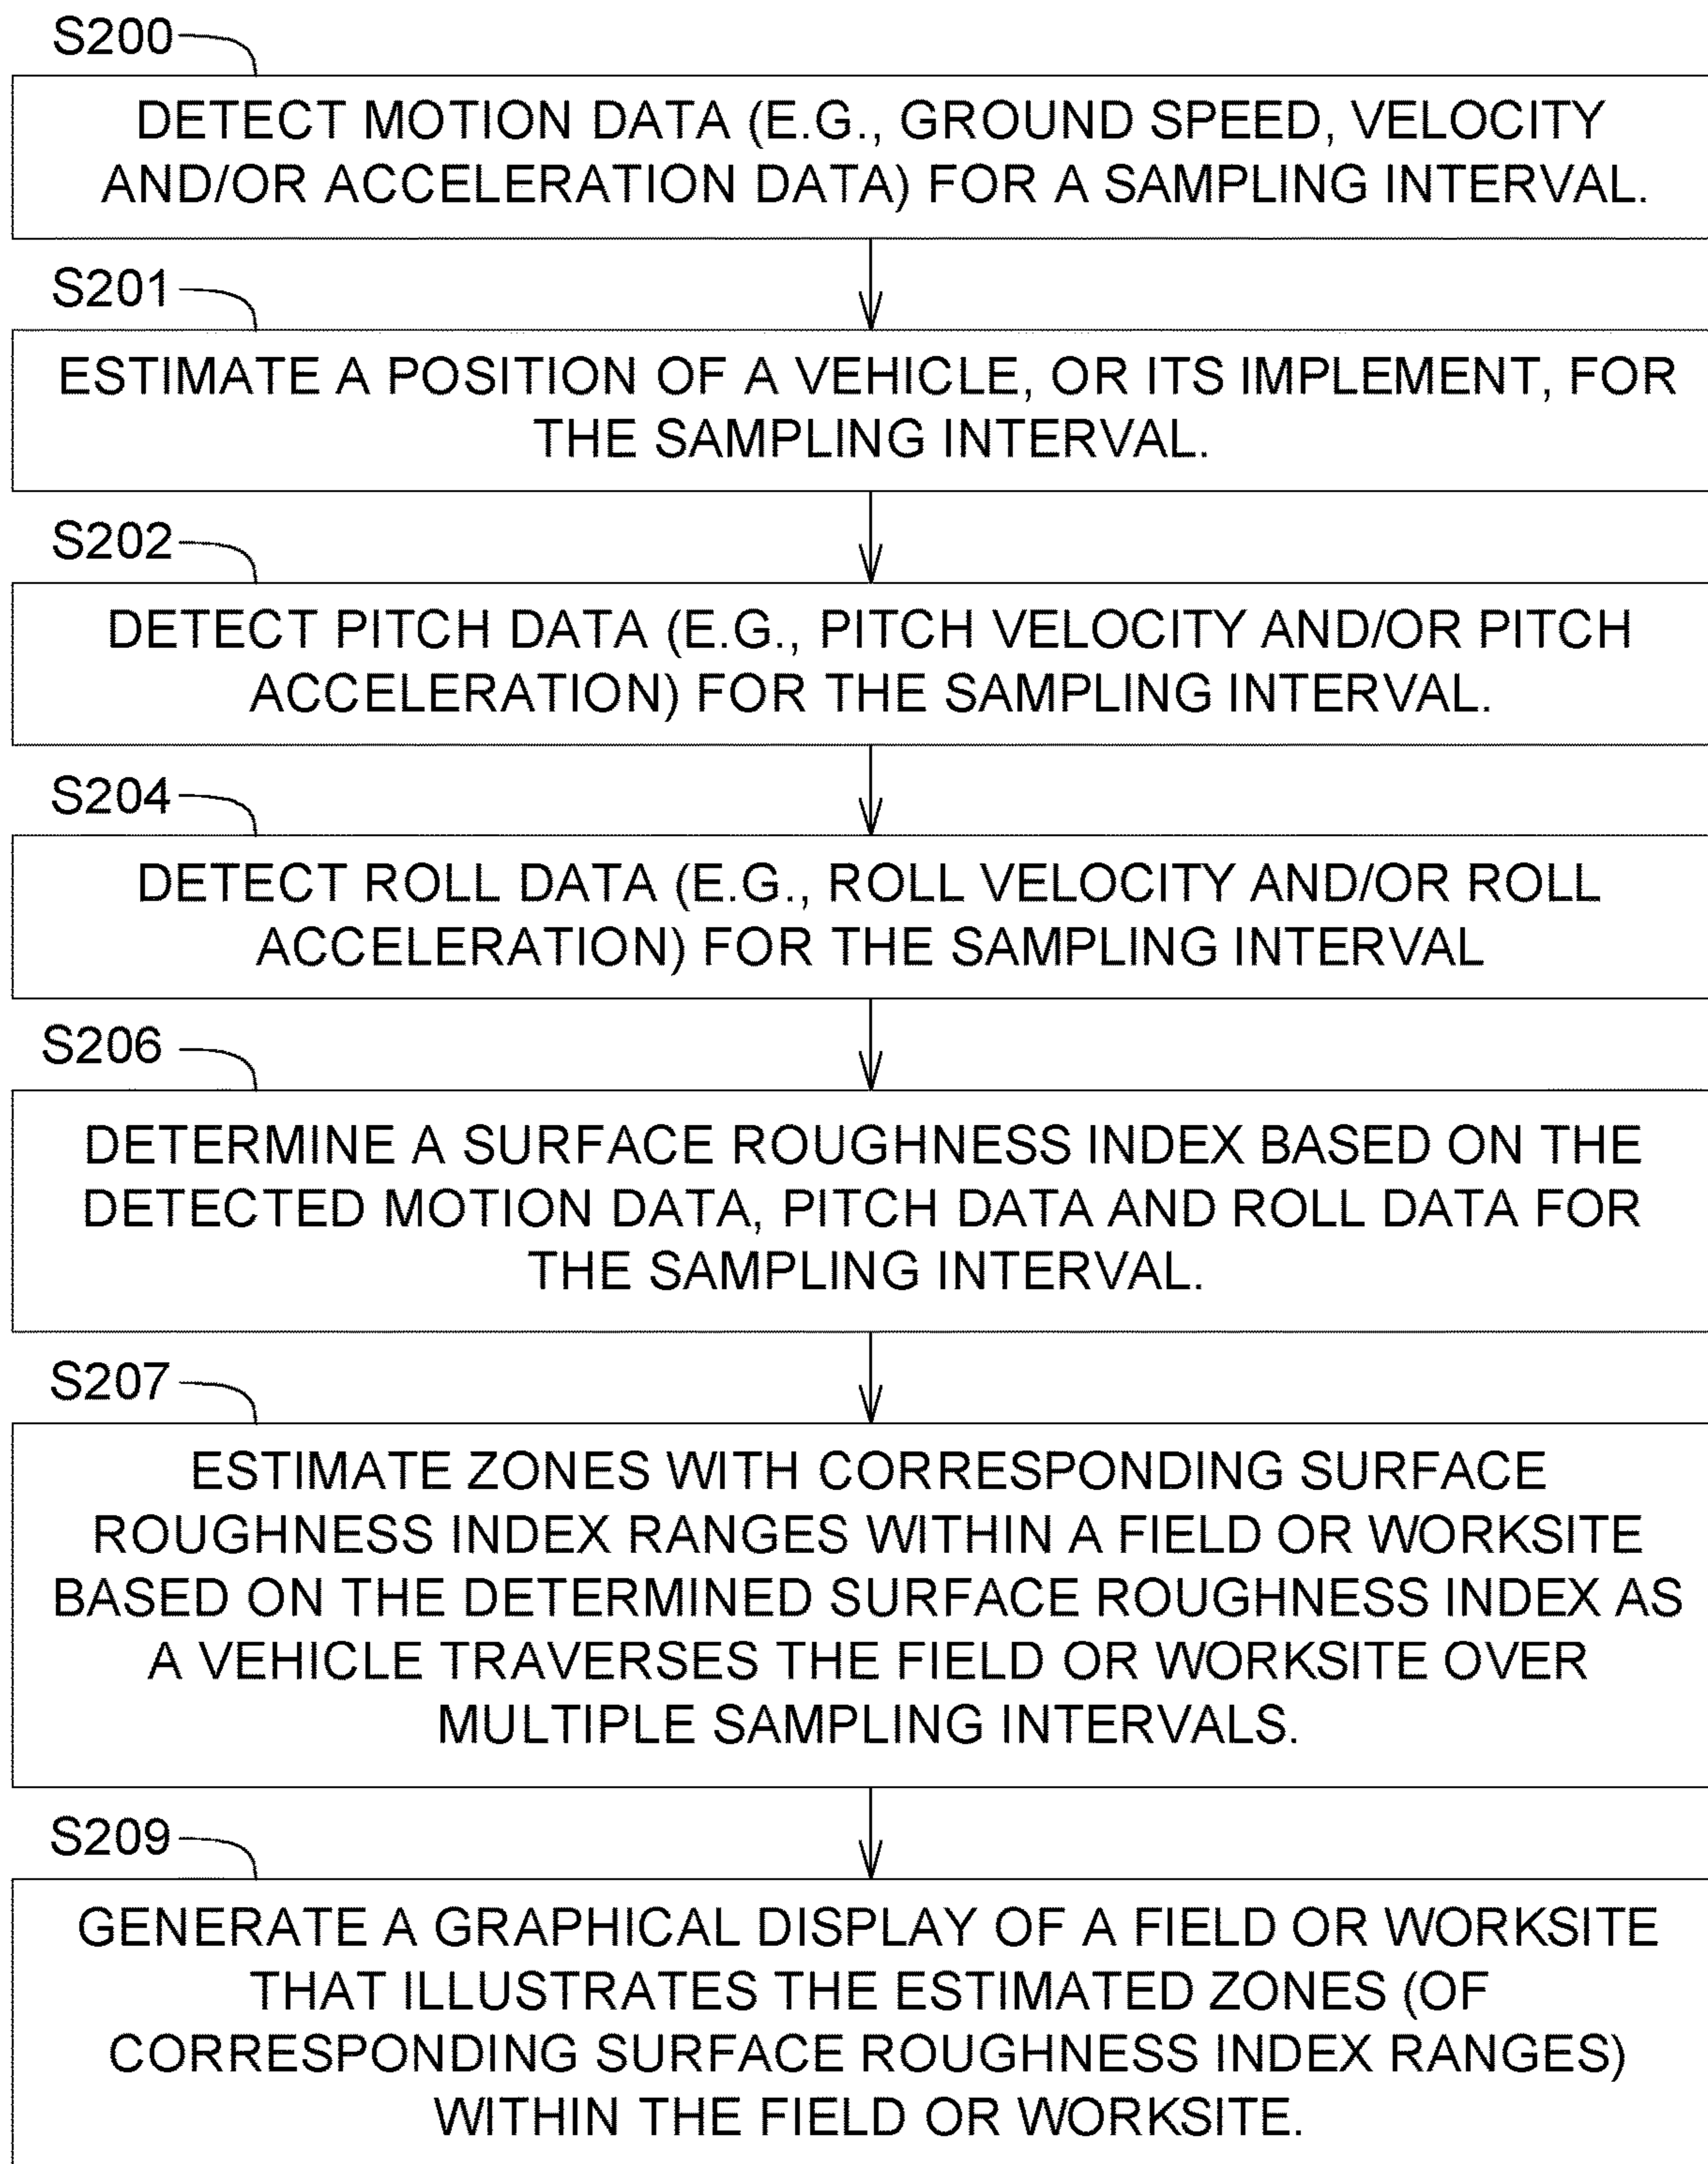 S200
DETECT MOTION DATA (E.G., GROUND SPEED, VELOCITY
AND/OR ACCELERATION DATA) FOR A SAMPLING INTERVAL.
S201
ESTIMATE A POSITION OF A VEHICLE, OR ITS IMPLEMENT, FOR
THE SAMPLING INTERVAL.
S202
DETECT PITCH DATA (E.G., PITCH VELOCITY AND/OR PITCH
ACCELERATION) FOR THE SAMPLING INTERVAL.
S204
DETECT ROLL DATA (E.G., ROLL VELOCITY AND/OR ROLL
ACCELERATION) FOR THE SAMPLING INTERVAL
S206
DETERMINE A SURFACE ROUGHNESS INDEX BASED ON THE
DETECTED MOTION DATA, PITCH DATA AND ROLL DATA FOR
THE SAMPLING INTERVAL.
S207
ESTIMATE ZONES WITH CORRESPONDING SURFACE
ROUGHNESS INDEX RANGES WITHIN A FIELD OR WORKSITE
BASED ON THE DETERMINED SURFACE ROUGHNESS INDEX AS
A VEHICLE TRAVERSES THE FIELD OR WORKSITE OVER
MULTIPLE SAMPLING INTERVALS.
S209
GENERATE A GRAPHICAL DISPLAY OF A FIELD OR WORKSITE
THAT ILLUSTRATES THE ESTIMATED ZONES (OF
CORRESPONDING SURFACE ROUGHNESS INDEX RANGES)
WITHIN THE FIELD OR WORKSITE.